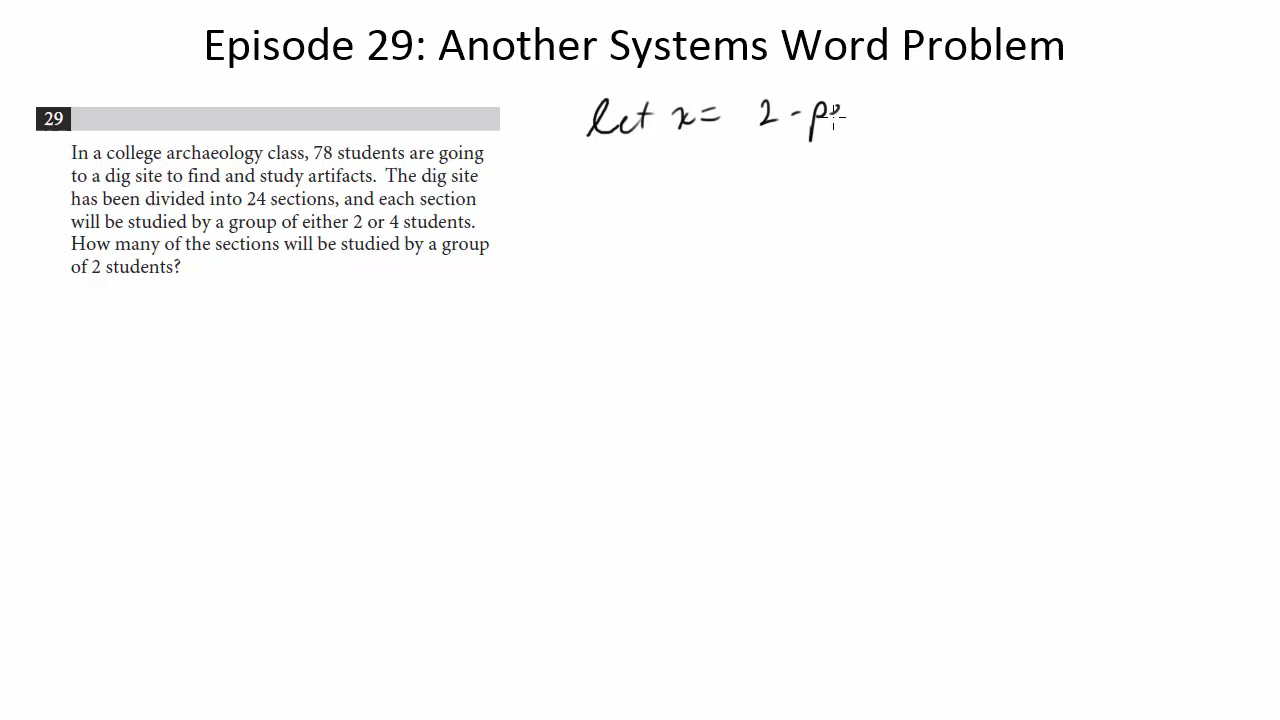 Episode 29: Another Systems Word Problem
29
let x = 2 - pe
In a college archaeology class, 78 students are going
to a dig site to find and study artifacts. The dig site
has been divided into 24 sections, and each section
will be studied by a group of either 2 or 4 students.
How many of the sections will be studied by a group
of 2 students?